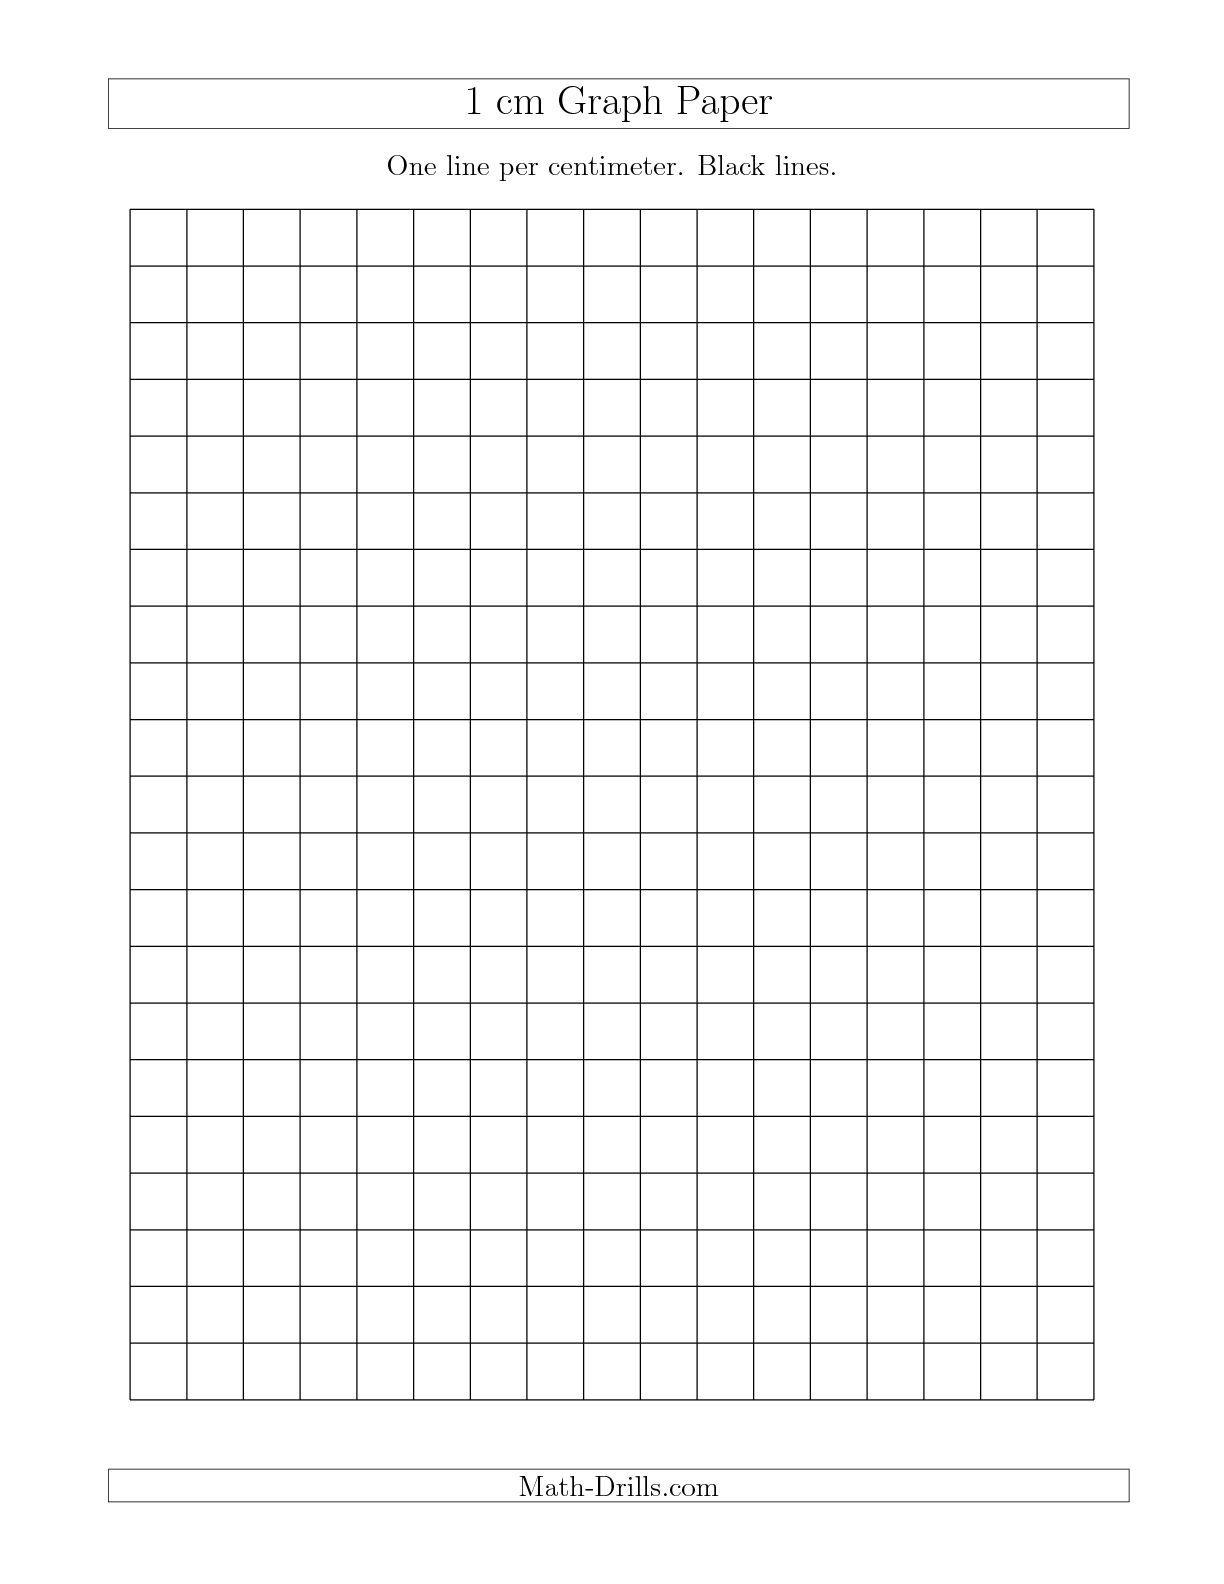 1 cm Graph Paper
One line per centimeter. Black lines.
Math-Drills.com